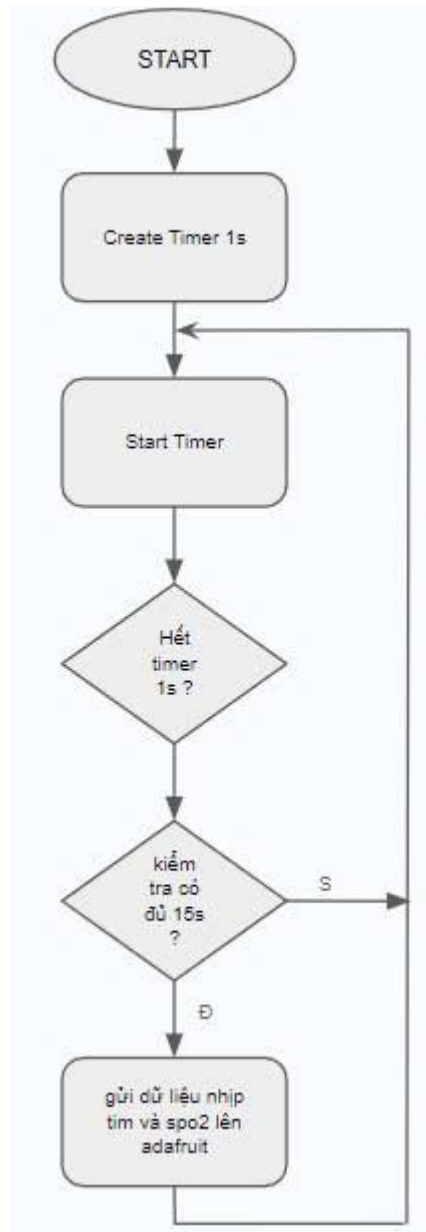 START
Create Timer 1s
Start Timer
Hết
timer
1s ?
kiểm
tra có
đủ 15s
?
S
Đ
gửi dữ liệu nhịp
tim và spo2 lên
adafruit